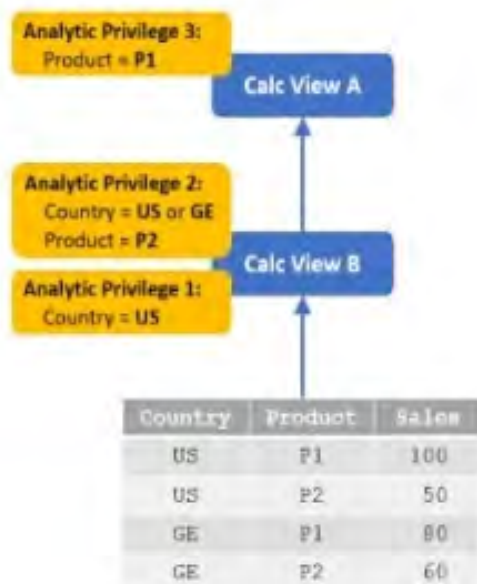 Analytic Privilege 3:
Product = P1
Calc View A
Analytic Privilege 2:
Country = US or GE
Product = P2
Calc View B
Analytic Privilege 1:
Country = US
Country Product Sales
US P1 100
US P2 50
GE P1 80
GE P2 60